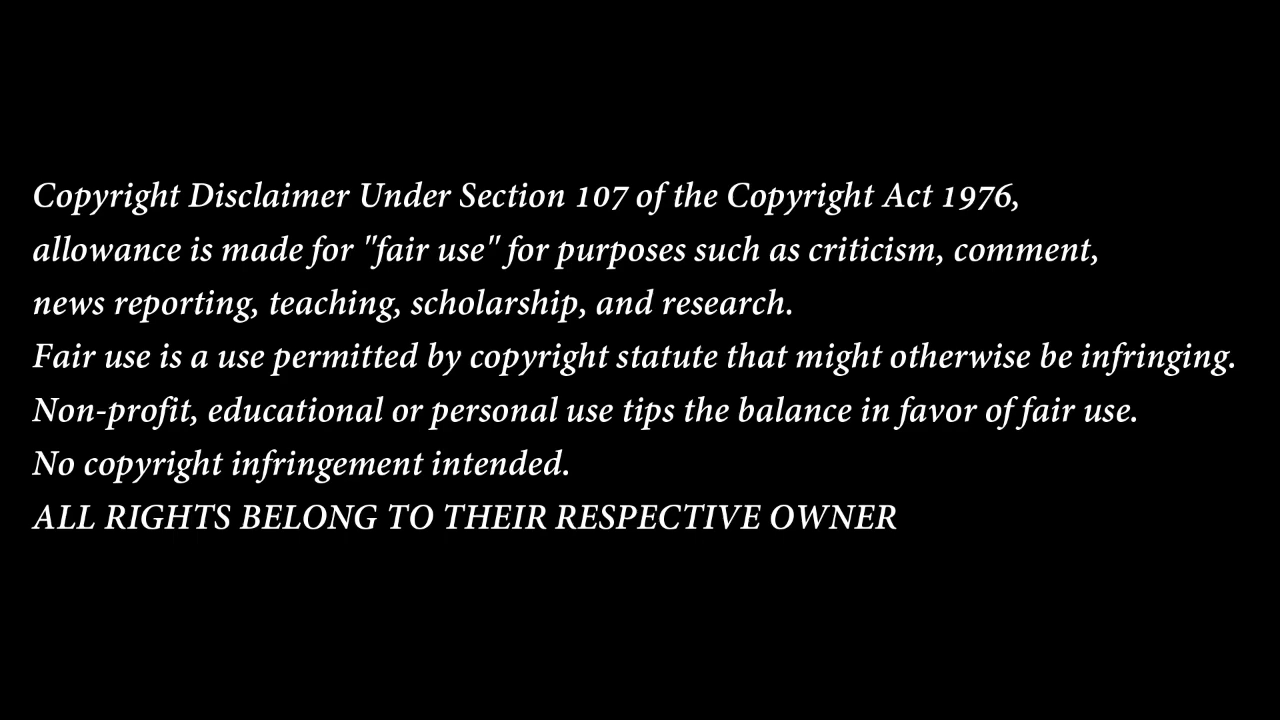 Copyright Disclaimer Under Section 107 of the Copyright Act 1976,
allowance is made for "fair use" for purposes such as criticism, comment,
news reporting, teaching, scholarship, and research.
Fair use is a use permitted by copyright statute that might otherwise be infringing.
Non-profit, educational or personal use tips the balance in favor of fair use.
No copyright infringement intended.
ALL RIGHTS BELONG TO THEIR RESPECTIVE OWNER